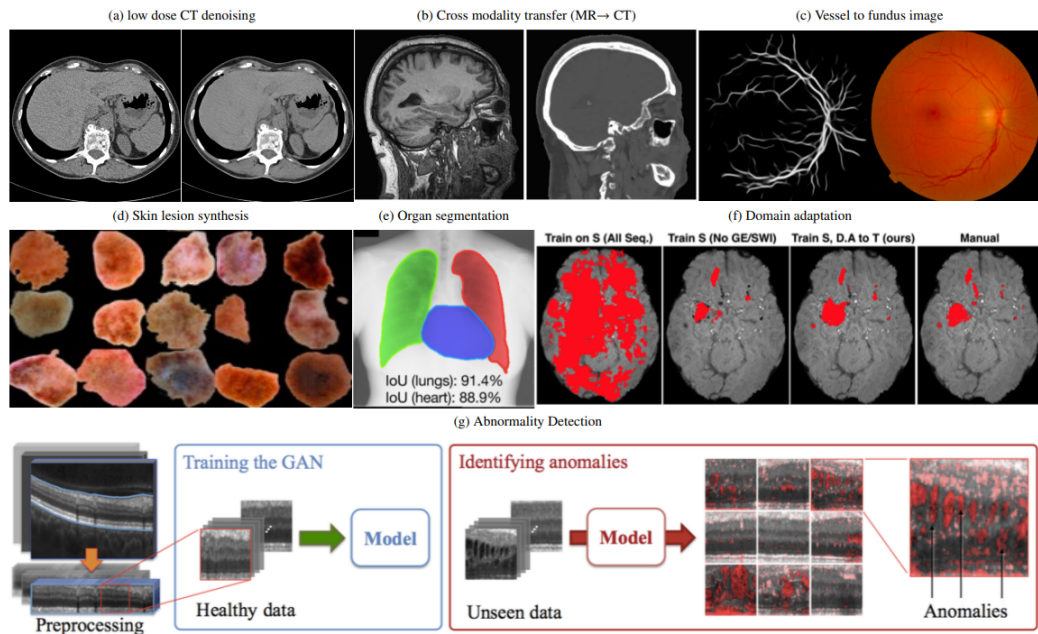 (a) low dose CT denoising
(b) Cross modality transfer (MR→ CT)
(c) Vessel to fundus image
(d) Skin lesion synthesis
(e) Organ segmentation
(f) Domain adaptation
IoU (lungs): 91.4%
IoU (heart): 88.9%
Train on S (All Seq.)
Train S (No GE/SWI)
Train S, D.A to T (ours)
Manual
(g) Abnormality Detection
Preprocessing
Training the GAN
Model
Healthy data
Identifying anomalies
Model
Unseen data
Anomalies